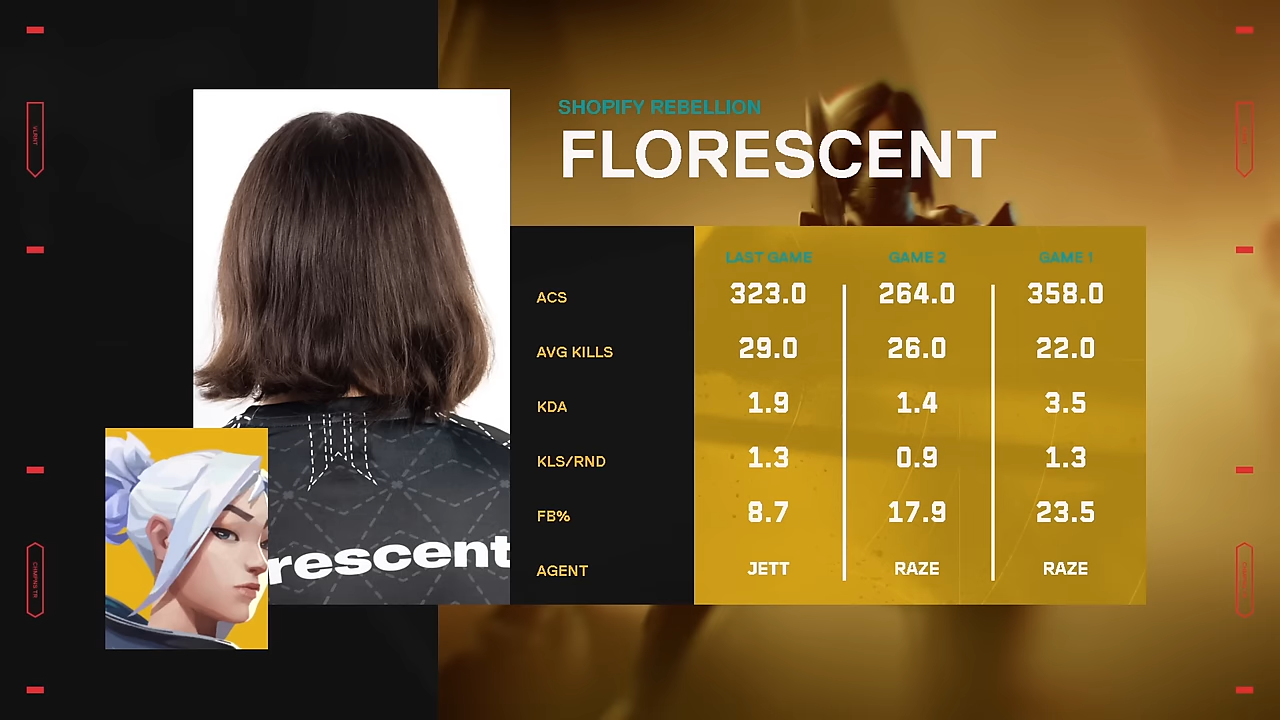 SHOPIFY REBELLION
FLORESCENT
LAST GAME GAME 2 GAME 1
ACS 323.0 264.0 358.0
AVG KILLS 29.0 26.0 22.0
KDA 1.9 1.4 3.5
KLS/RND 1.3 0.9 1.3
FB% 8.7 17.9 23.5
AGENT JETT RAZE RAZE
rescent